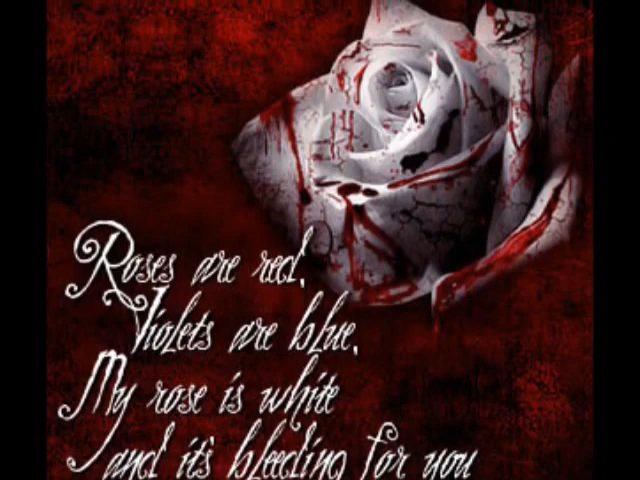 Roses are red,
Violets are blue,
My rose is white
and it's bleeding for you